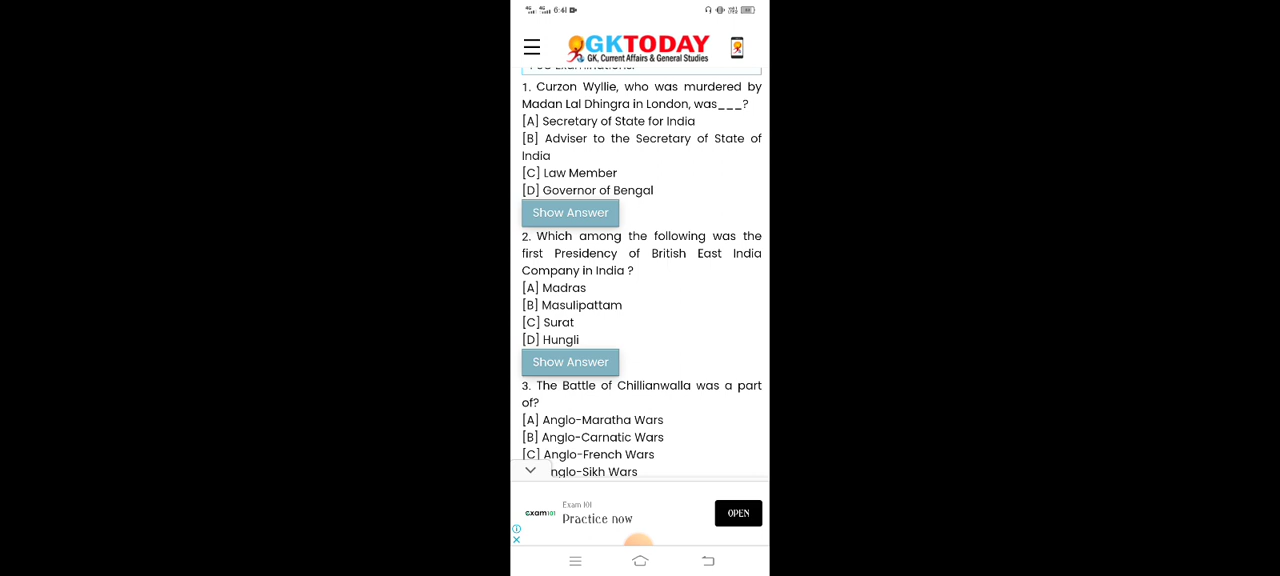 6:41
GKTODAY
GK, Current Affairs & General Studies
1. Curzon Wyllie, who was murdered by
Madan Lal Dhingra in London, was___?
[A] Secretary of State for India
[B] Adviser to the Secretary of State of
India
[C] Law Member
[D] Governor of Bengal
Show Answer
2. Which among the following was the
first Presidency of British East India
Company in India ?
[A] Madras
[B] Masulipattam
[C] Surat
[D] Hungli
Show Answer
3. The Battle of Chillianwalla was a part
of?
[A] Anglo-Maratha Wars
[B] Anglo-Carnatic Wars
[C] Anglo-French Wars
nglo-Sikh Wars
Exam 101
exam101
Practice now
OPEN